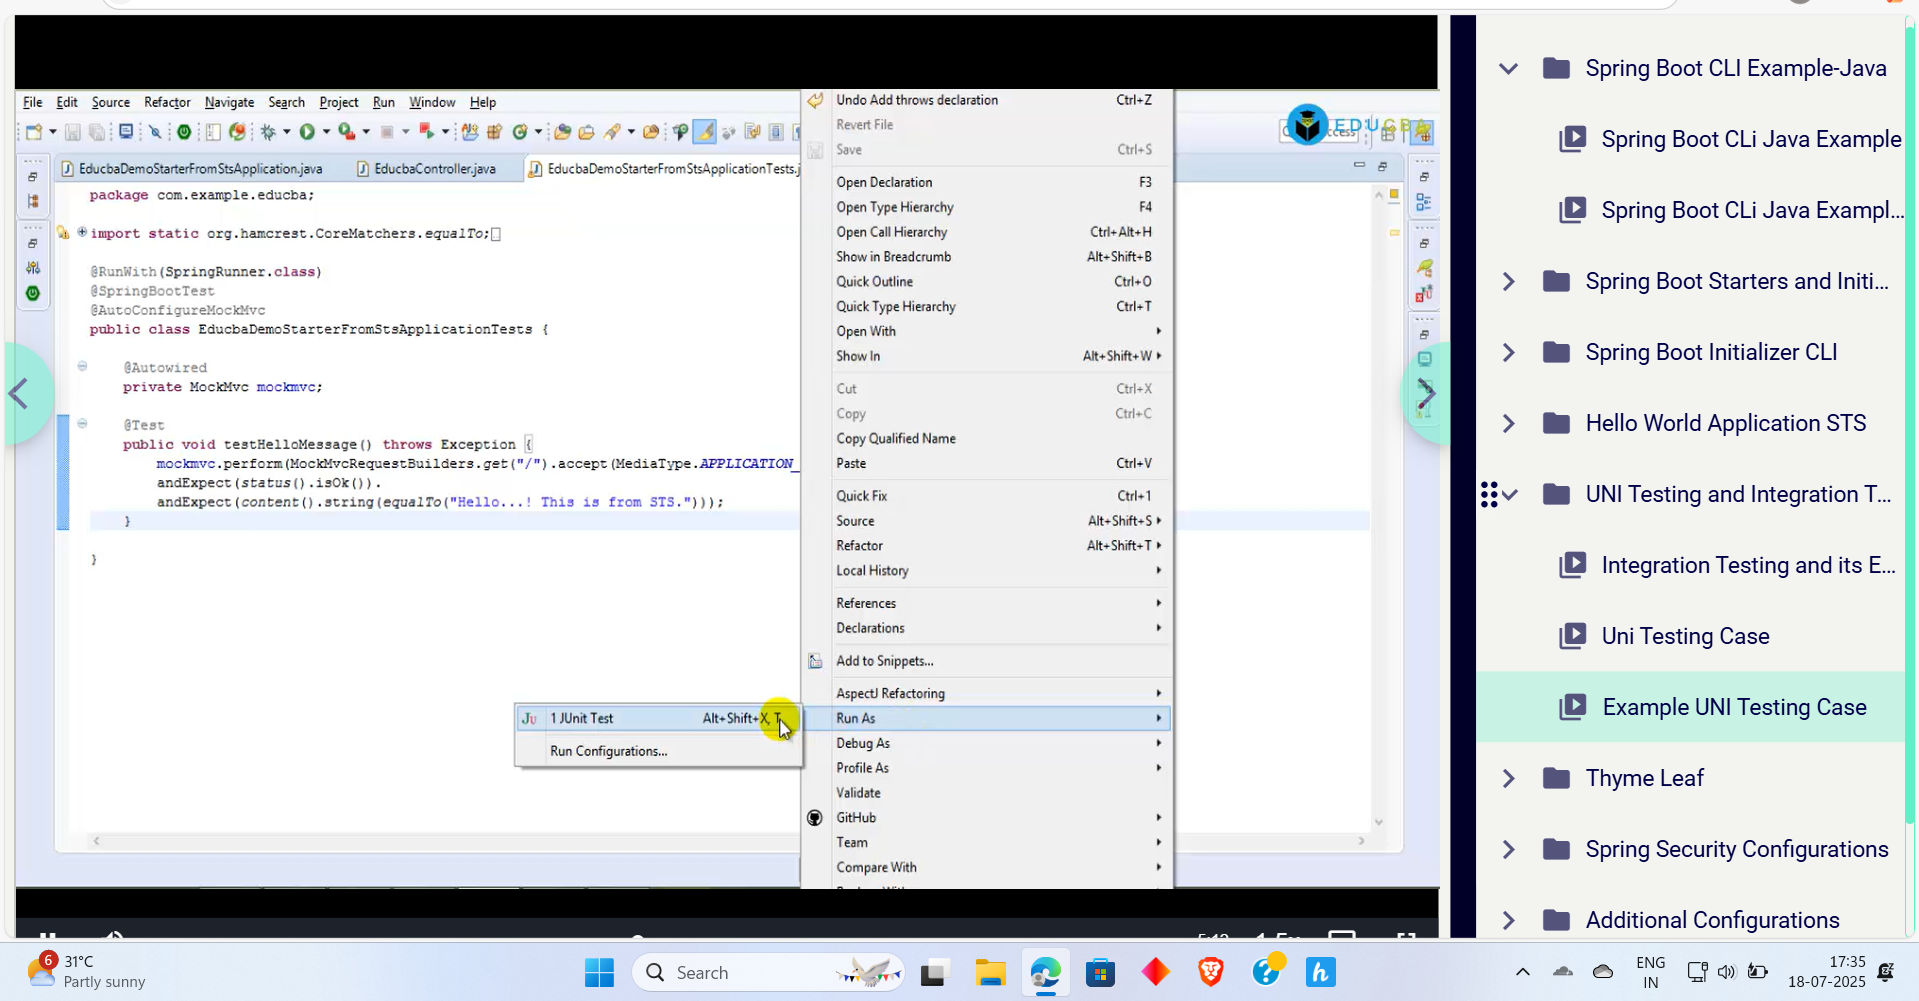 File Edit Source Refactor Navigate Search Project Run Window Help
EDUCBA
EducbaDemoStarterFromStsApplication.java
EducbaController.java
EducbaDemoStarterFromStsApplicationTests.j
package com.example.educba;
import static org.hamcrest.CoreMatchers.equalTo;
@RunWith(SpringRunner.class)
@SpringBootTest
@AutoConfigureMockMvc
public class EducbaDemoStarterFromStsApplicationTests {
@Autowired
private MockMvc mockmvc;
@Test
public void testHelloMessage() throws Exception {
mockmvc.perform(MockMvcRequestBuilders.get("/").accept(MediaType.APPLICATION_
andExpect(status().isOk()).
andExpect(content().string(equalTo("Hello...! This is from STS.")));
}
}
Undo Add throws declaration Ctrl+Z
Revert File
Save Ctrl+S
Open Declaration F3
Open Type Hierarchy F4
Open Call Hierarchy Ctrl+Alt+H
Show in Breadcrumb Alt+Shift+B
Quick Outline Ctrl+O
Quick Type Hierarchy Ctrl+T
Open With
Show In Alt+Shift+W
Cut Ctrl+X
Copy Ctrl+C
Copy Qualified Name
Paste Ctrl+V
Quick Fix Ctrl+1
Source Alt+Shift+S
Refactor Alt+Shift+T
Local History
References
Declarations
Add to Snippets...
AspectJ Refactoring
Run As
Debug As
Profile As
Validate
GitHub
Team
Compare With
Ju 1 JUnit Test Alt+Shift+X, T
Run Configurations...
Spring Boot CLI Example-Java
Spring Boot CLi Java Example
Spring Boot CLi Java Exampl...
Spring Boot Starters and Initi...
Spring Boot Initializer CLI
Hello World Application STS
UNI Testing and Integration T...
Integration Testing and its E...
Uni Testing Case
Example UNI Testing Case
Thyme Leaf
Spring Security Configurations
Additional Configurations
6
31°C
Partly sunny
Search
ENG
IN
17:35
18-07-2025